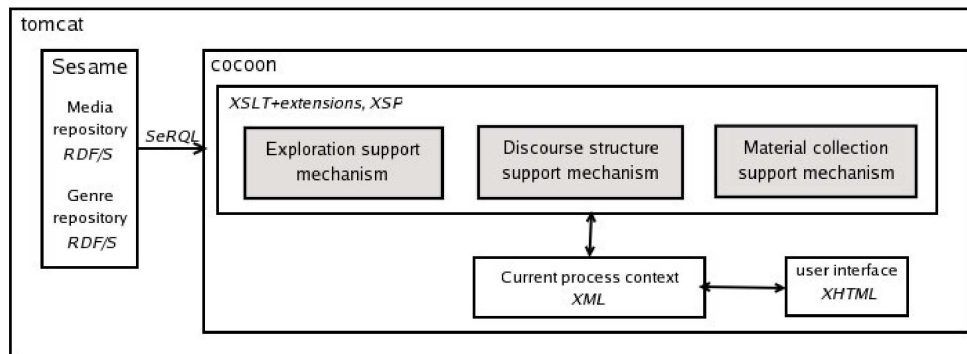 tomcat
Sesame
Media
repository
RDF/S
Genre
repository
RDF/S
SeRQL
cocoon
XSLT+extensions, XSP
Exploration support
mechanism
Discourse structure
support mechanism
Material collection
support mechanism
Current process context
XML
user interface
XHTML